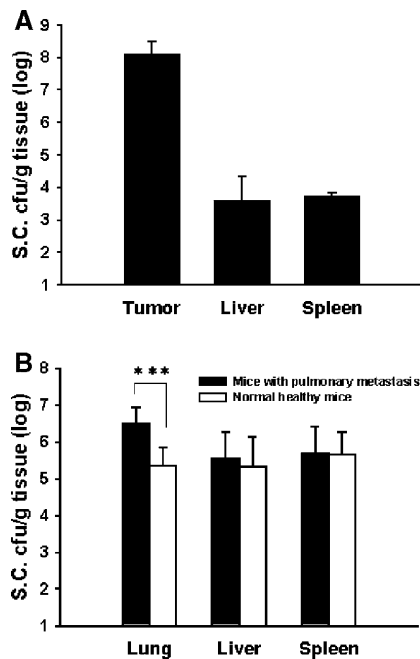 A
S.C. cfu/g tissue (log)
9
8
7
6
5
4
3
2
1
Tumor Liver Spleen
B
S.C. cfu/g tissue (log)
8
7
6
5
4
3
2
1
***
Mice with pulmonary metastasis
Normal healthy mice
Lung Liver Spleen